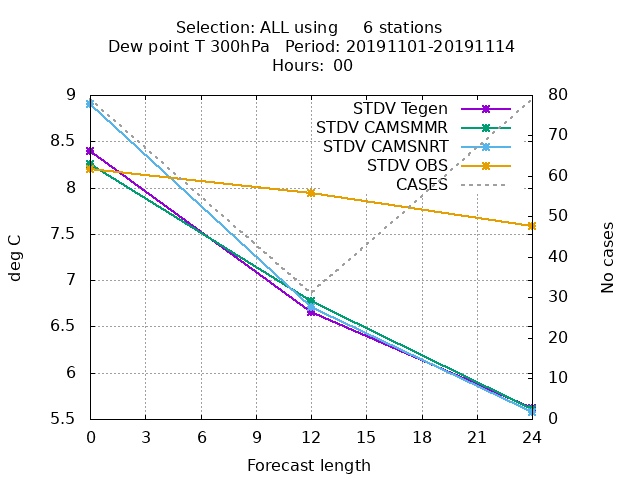 Selection: ALL using     6 stations
Dew point T 300hPa   Period: 20191101-20191114
Hours:  00
STDV Tegen
STDV CAMSMMR
STDV CAMSNRT
STDV OBS
CASES
9
8.5
8
7.5
7
6.5
6
5.5
deg C
80
70
60
50
40
30
20
10
0
No cases
0 3 6 9 12 15 18 21 24
Forecast length